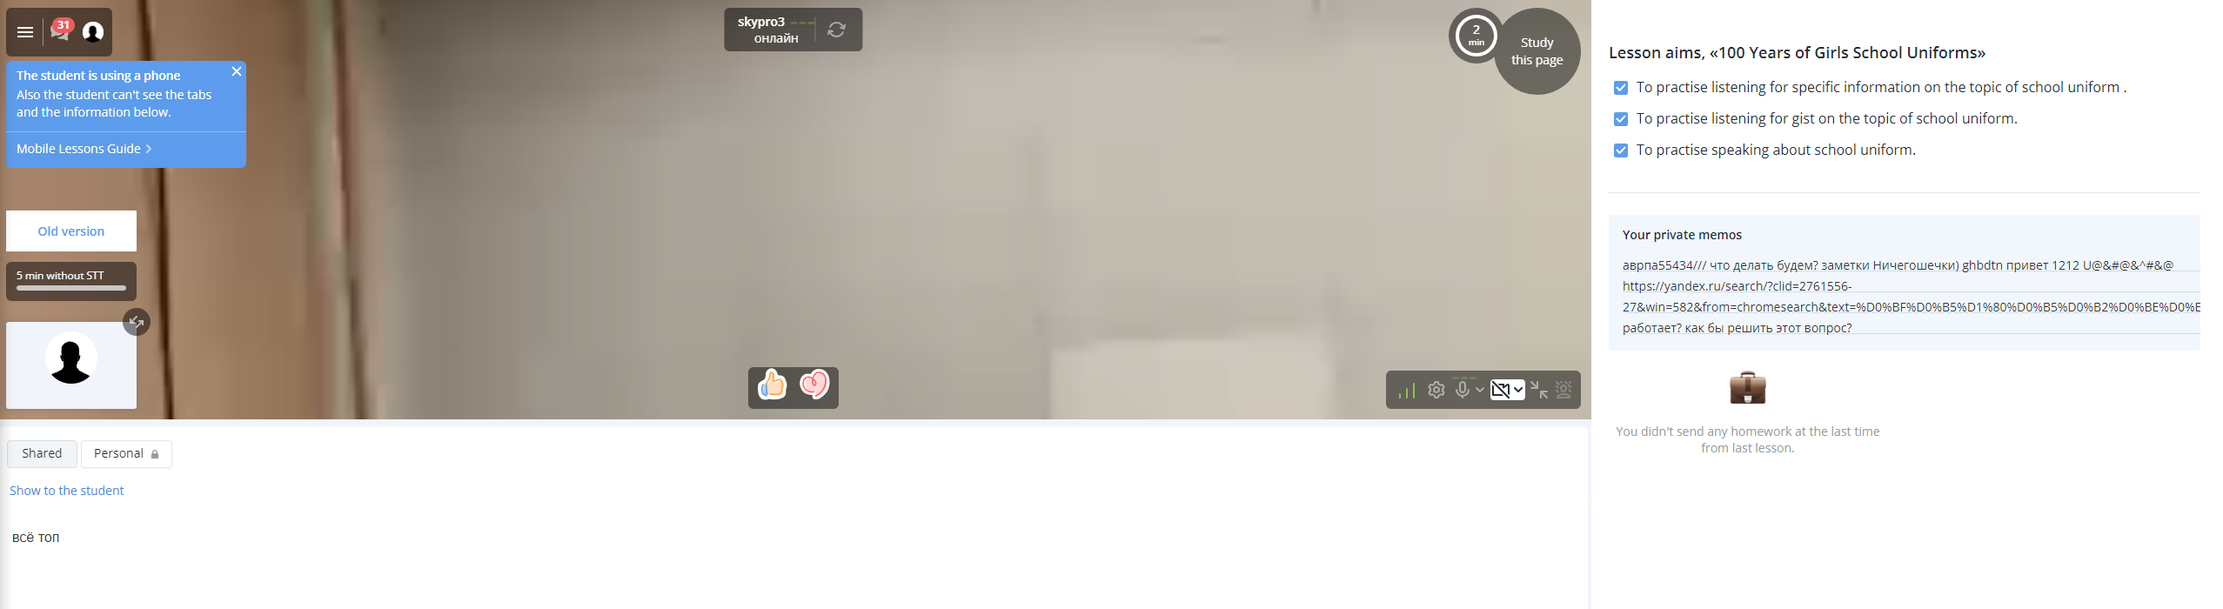 31
skypro3
онлайн
2
min
Study
this page
The student is using a phone
Also the student can't see the tabs
and the information below.
Mobile Lessons Guide
Old version
5 min without STT
Shared
Personal
Show to the student
всё топ
Lesson aims, «100 Years of Girls School Uniforms»
To practise listening for specific information on the topic of school uniform .
To practise listening for gist on the topic of school uniform.
To practise speaking about school uniform.
Your private memos
аврпа55434/// что делать будем? заметки Ничегошечки) ghbdtn привет 1212 U@&#@&^#&@
https://yandex.ru/search/?clid=2761556-
27&win=582&from=chromesearch&text=%D0%BF%D0%B5%D1%80%D0%B5%D0%B2%D0%BE%D0%E
работает? как бы решить этот вопрос?
You didn't send any homework at the last time
from last lesson.